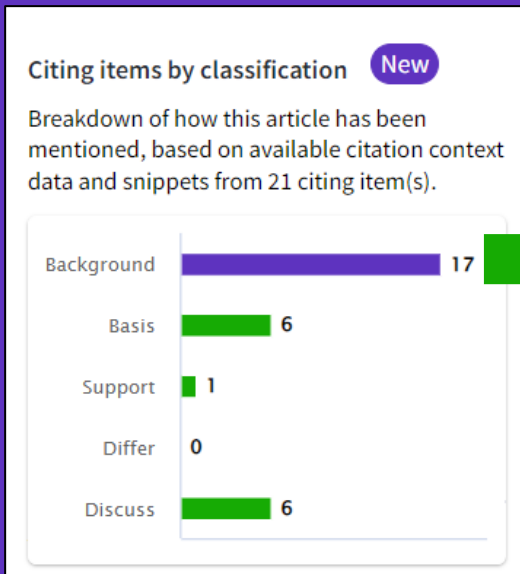 Citing items by classification New
Breakdown of how this article has been
mentioned, based on available citation context
data and snippets from 21 citing item(s).
Background 17
Basis 6
Support 1
Differ 0
Discuss 6